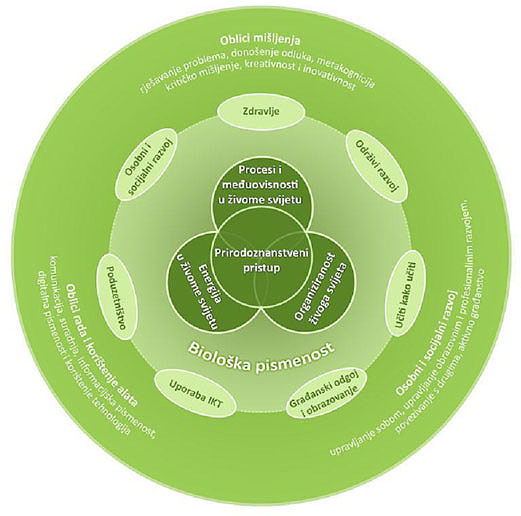 Oblici mišljenja
rješavanje problema, donošenje odluka, metakognicija
kritičko mišljenje, kreativnost i inovativnost
Zdravlje
Osobni i
socijalni razvoj
Održivi razvoj
Procesi i
međuovisnosti
u živome svijetu
Prirodoznanstveni
pristup
Energija
u živome svijetu
Organiziranost
živoga svijeta
Poduzetništvo
Učiti kako učiti
Biološka pismenost
Uporaba IKT
Građanski odgoj
i obrazovanje
Oblici rada i korištenje alata
komunikacija, suradnja, informacijska pismenost,
digitalna pismenost i korištenje tehnologija
Osobni i socijalni razvoj
upravljanje sobom, upravljanje obrazovnim i profesionalnim razvojem,
povezivanje s drugima, aktivno građanstvo